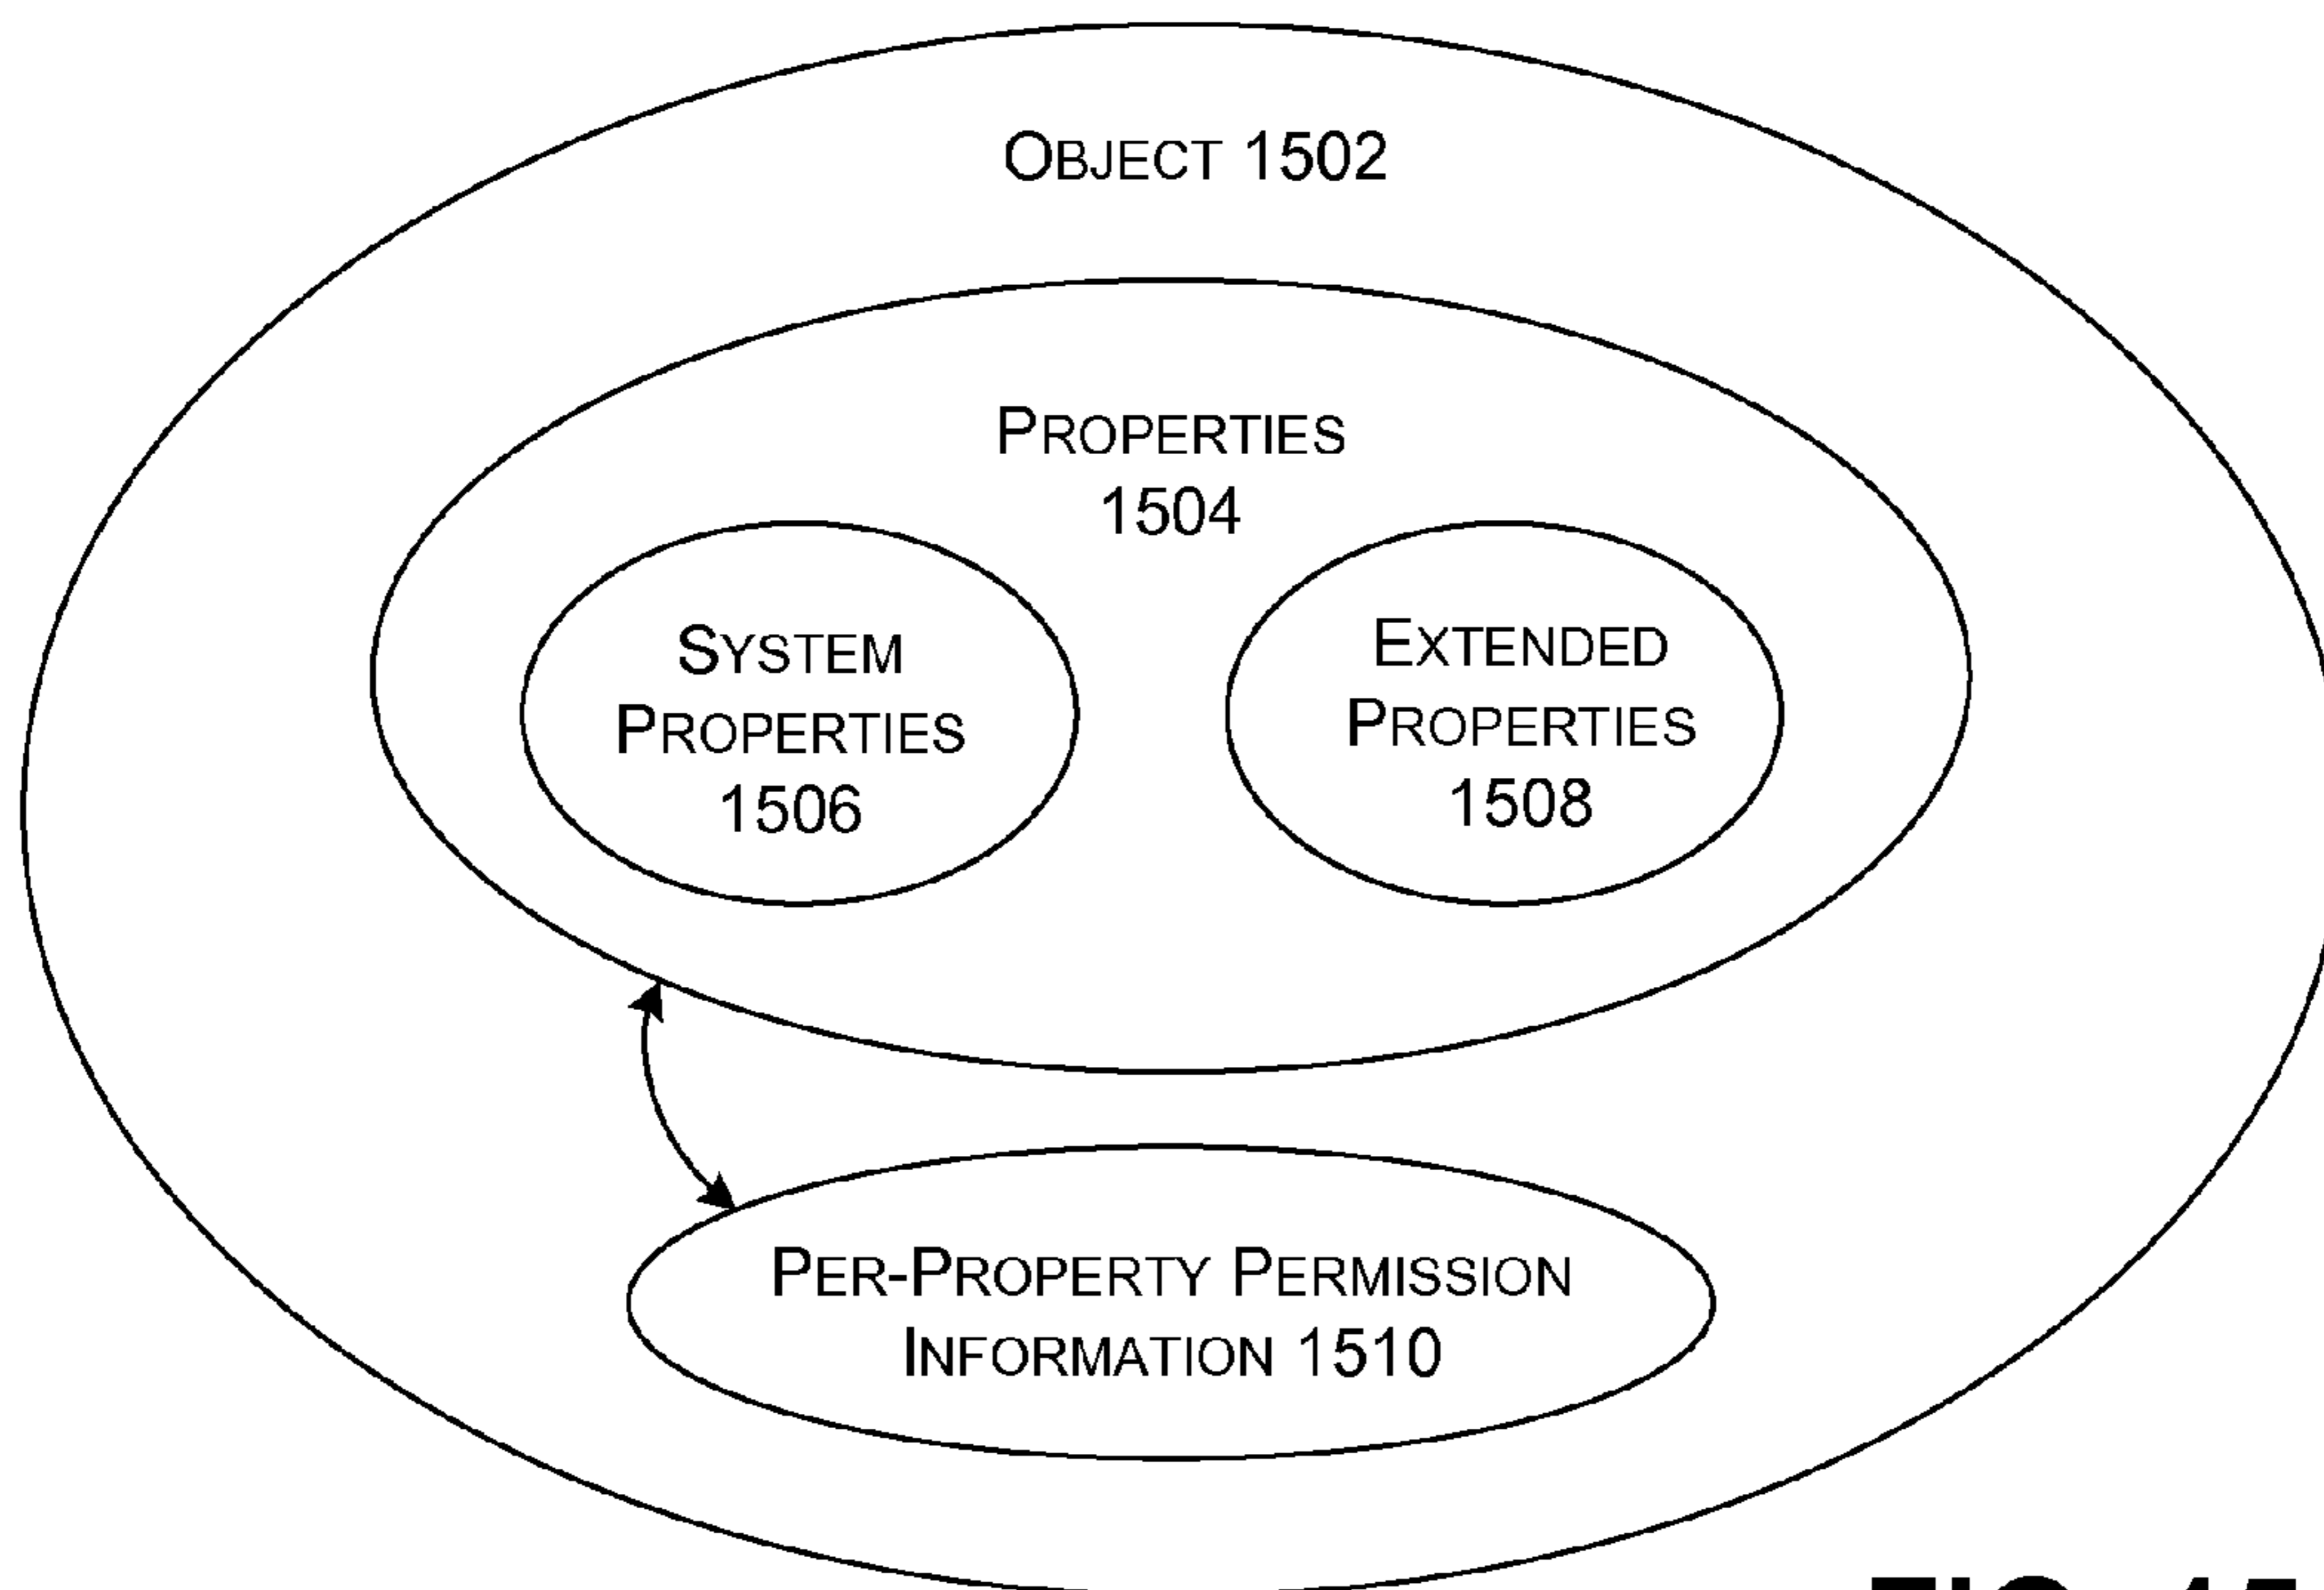 OBJECT 1502
PROPERTIES
1504
SYSTEM
PROPERTIES
1506
EXTENDED
PROPERTIES
1508
PER-PROPERTY PERMISSION
INFORMATION 1510